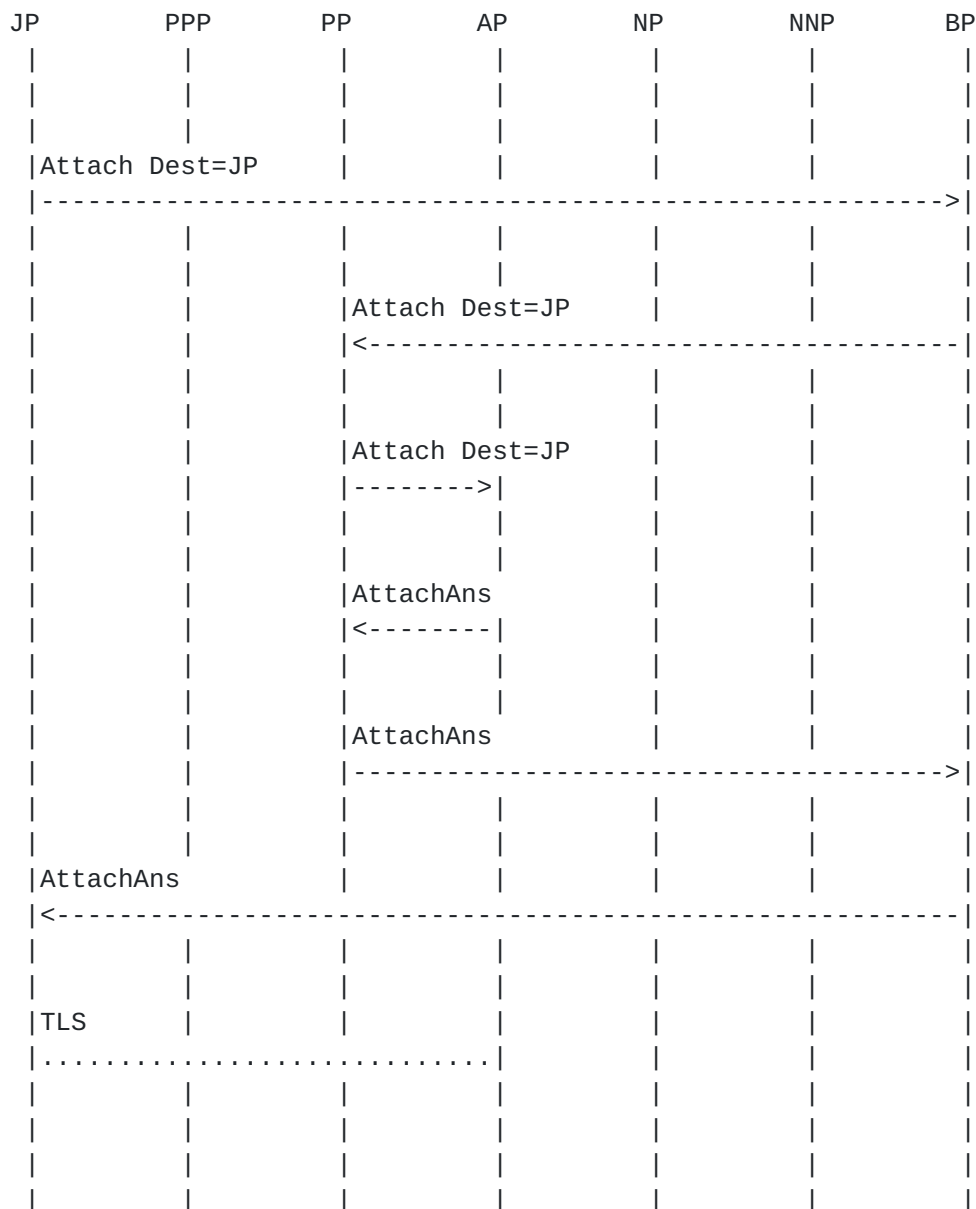 JP PPP PP AP NP NNP BP
Attach Dest=JP
Attach Dest=JP
Attach Dest=JP
AttachAns
AttachAns
AttachAns
TLS